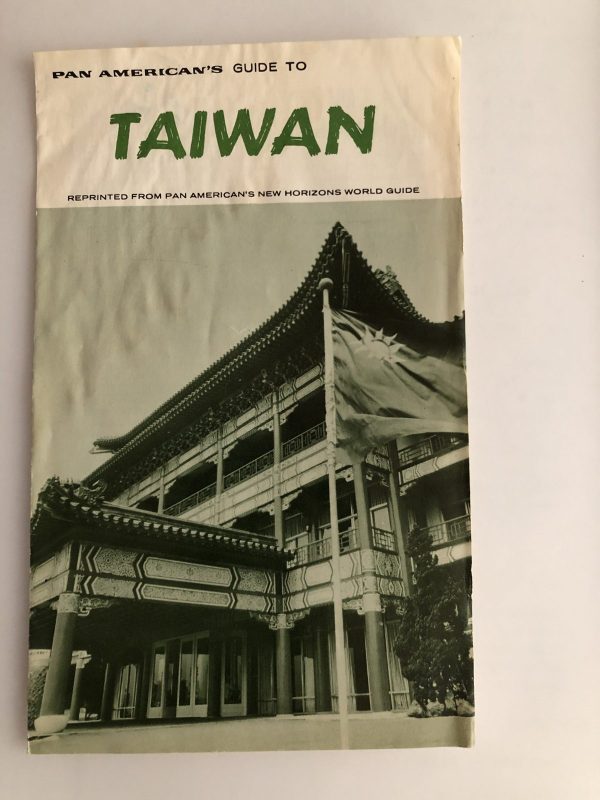 PAN AMERICAN'S GUIDE TO
TAIWAN
REPRINTED FROM PAN AMERICAN'S NEW HORIZONS WORLD GUIDE